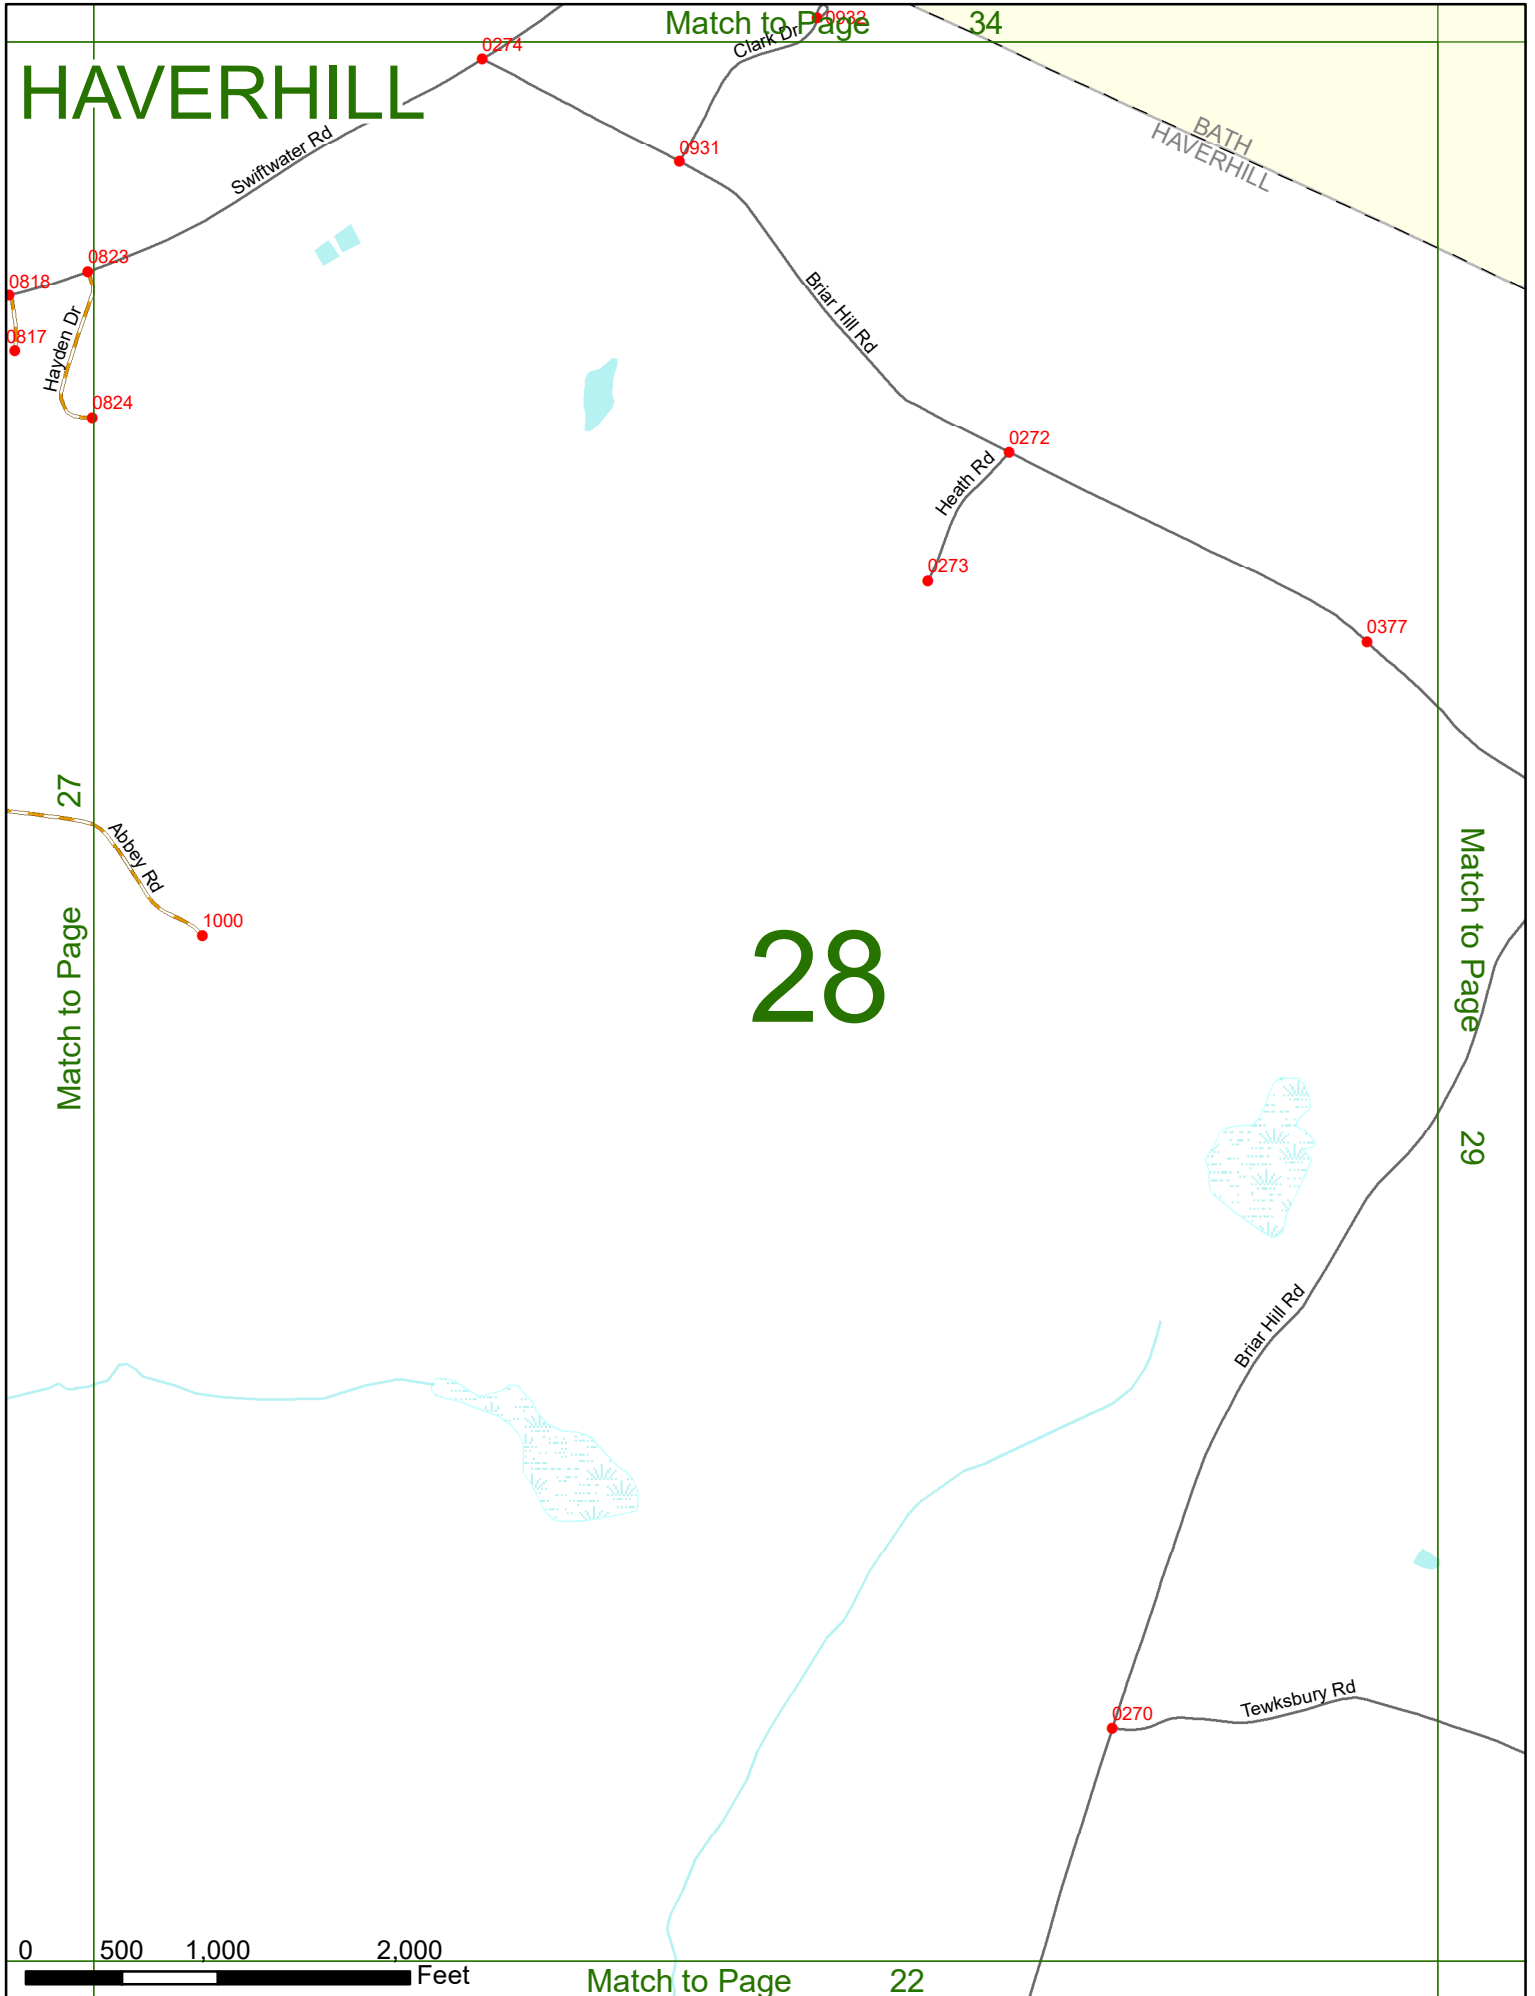 Match to Page 34
0932
Clark Dr
0274
HAVERHILL
Swiftwater Rd
0931
BATH
HAVERHILL
0823
0818
0817
Hayden Dr
0824
Briar Hill Rd
0272
Heath Rd
0273
0377
Match to Page 27
Abbey Rd
1000
28
Match to Page 29
Briar Hill Rd
Tewksbury Rd
0270
0 500 1,000 2,000
Feet
Match to Page 22